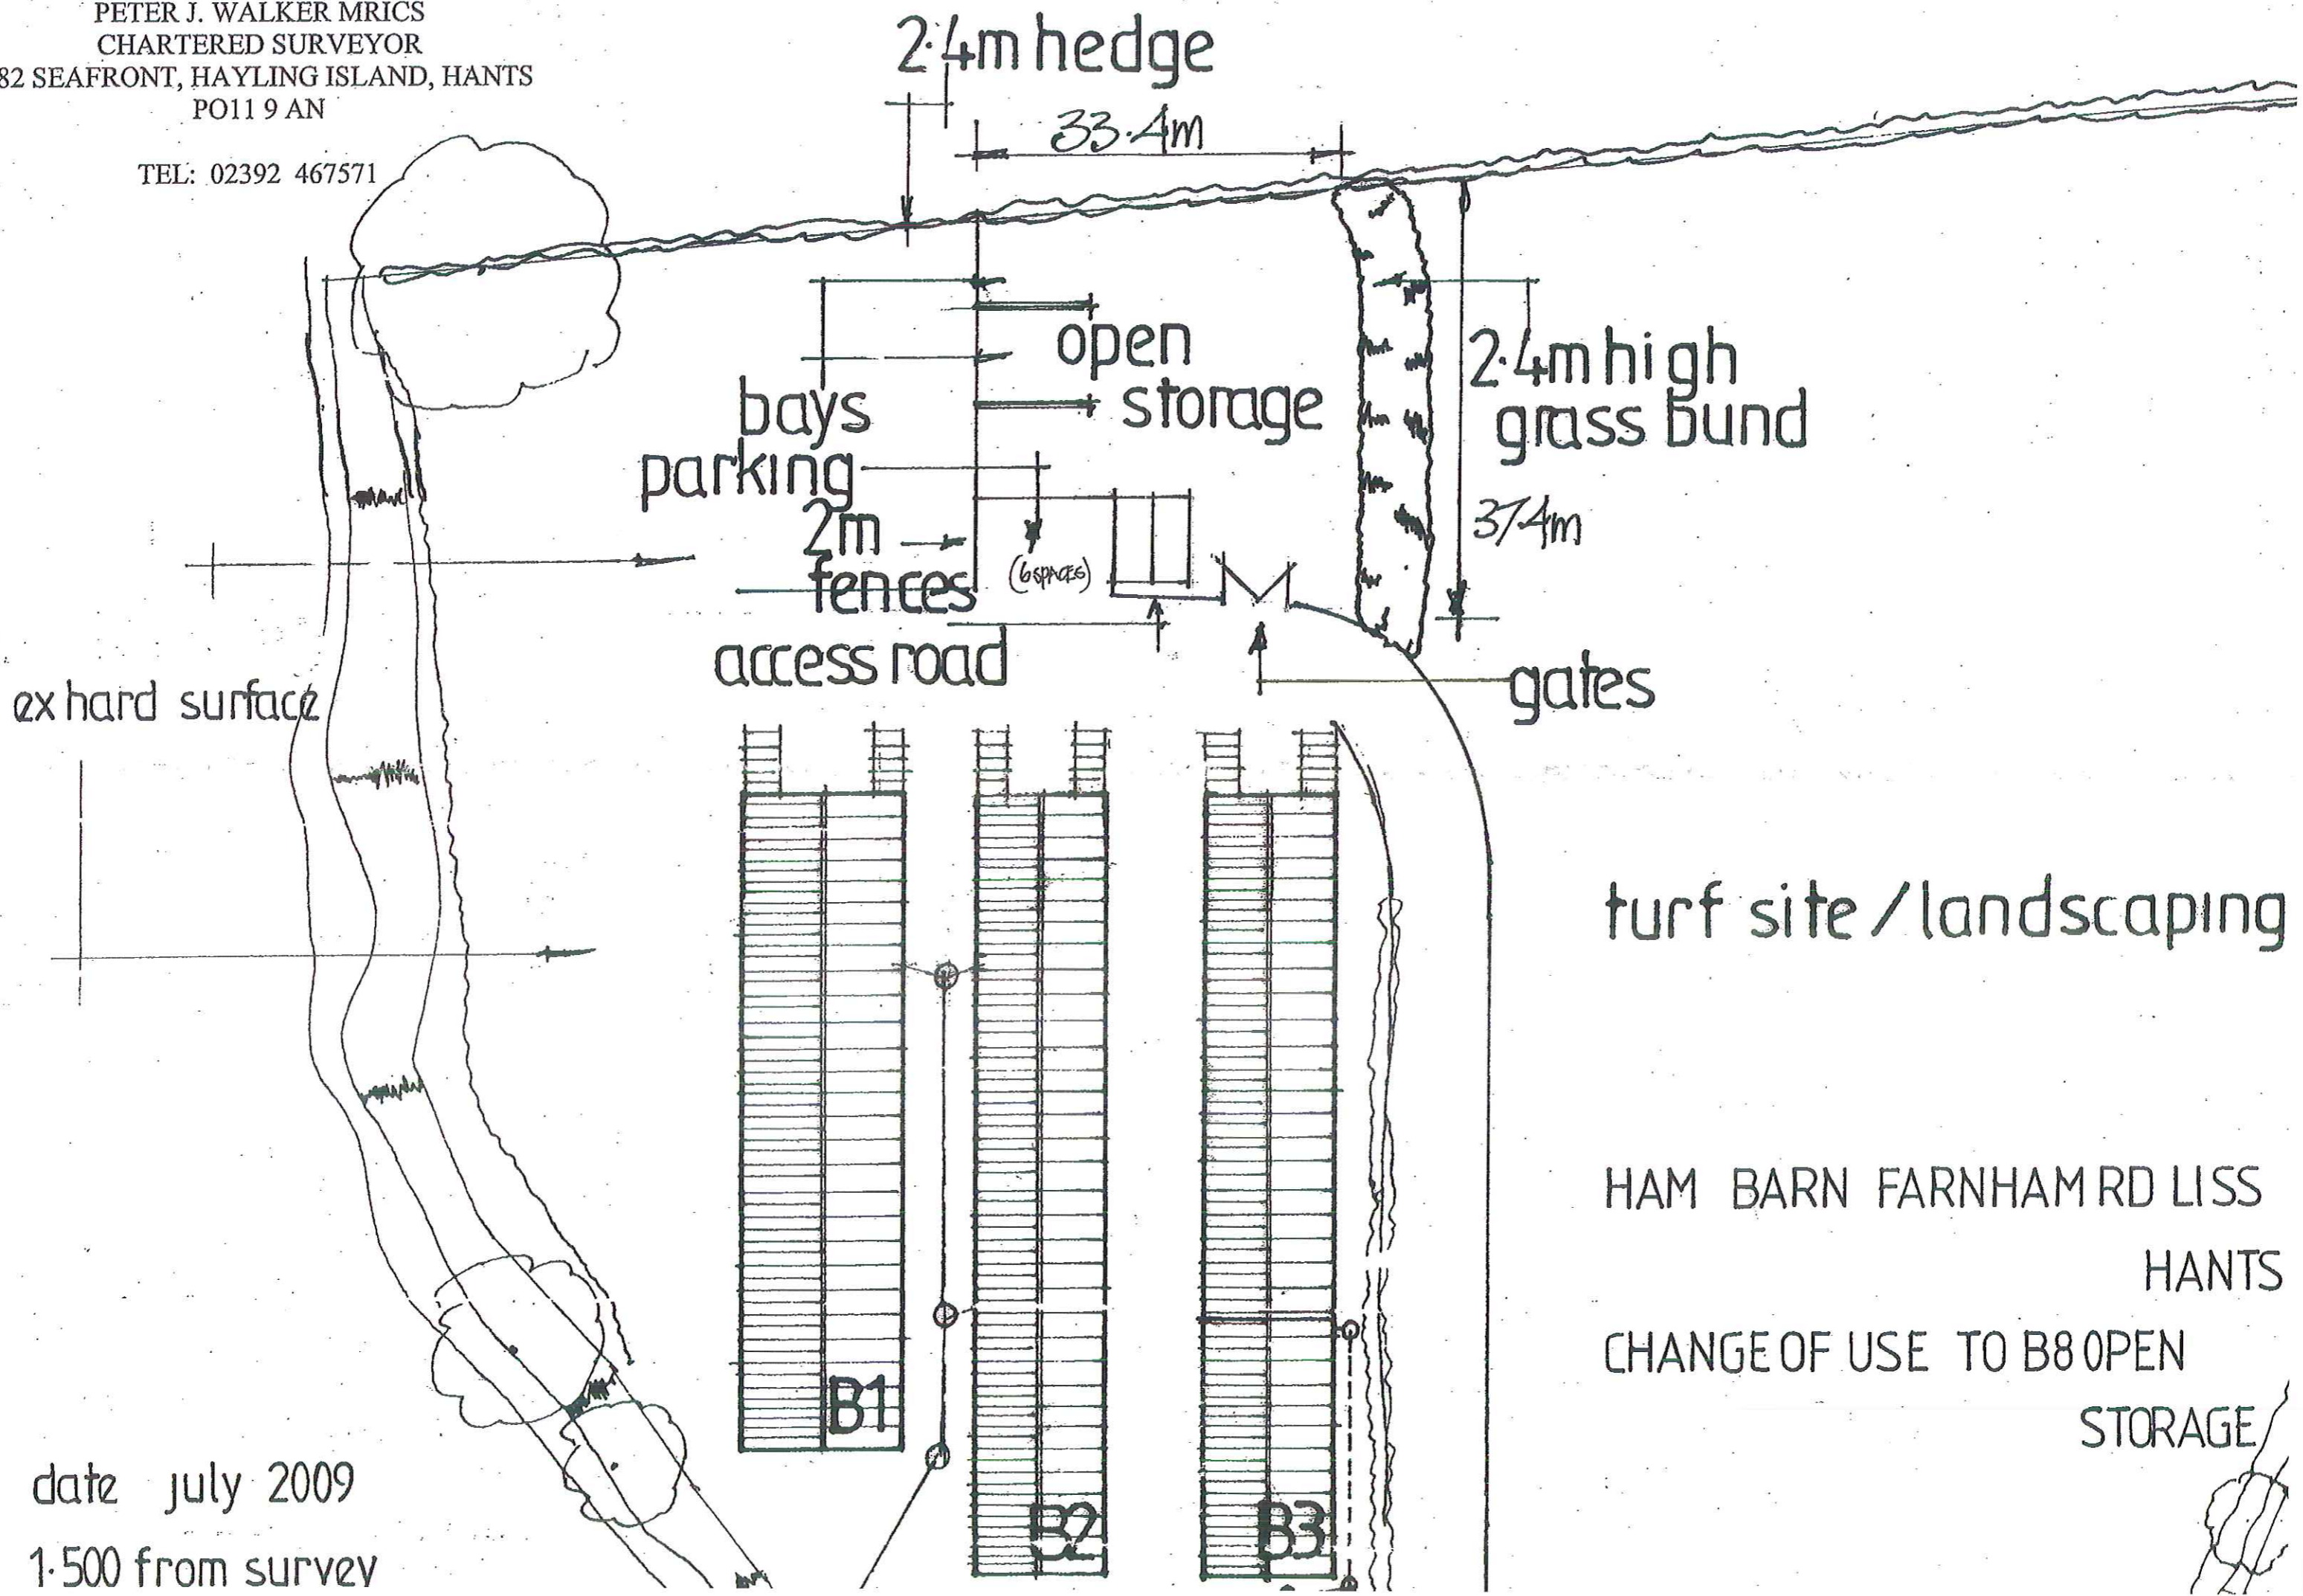 PETER J. WALKER MRICS
CHARTERED SURVEYOR
82 SEAFRONT, HAYLING ISLAND, HANTS
PO11 9 AN
TEL: 02392 467571
2.4m hedge
33.4m
open
storage
bays
parking
2m
fences
(6 SPACES)
access road
2.4m high
grass bund
37.4m
gates
ex hard surface
turf site/landscaping
B1
B2
B3
HAM BARN FARNHAM RD LISS
HANTS
CHANGE OF USE TO B8 OPEN
STORAGE
date july 2009
1.500 from survey